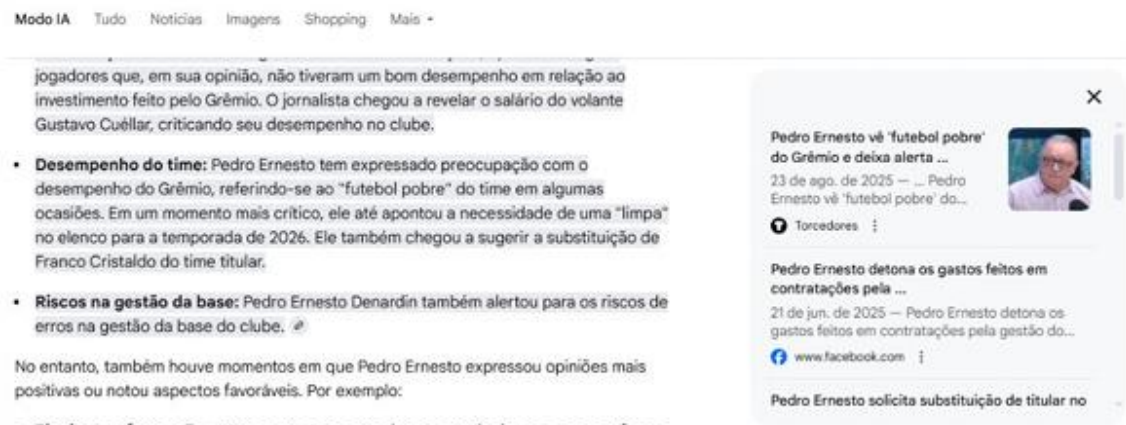 Modo IA Tudo Notícias Imagens Shopping Mais
jogadores que, em sua opinião, não tiveram um bom desempenho em relação ao
investimento feito pelo Grêmio. O jornalista chegou a revelar o salário do volante
Gustavo Cuéllar, criticando seu desempenho no clube.
• Desempenho do time: Pedro Ernesto tem expressado preocupação com o
desempenho do Grêmio, referindo-se ao "futebol pobre" do time em algumas
ocasiões. Em um momento mais crítico, ele até apontou a necessidade de uma "limpa"
no elenco para a temporada de 2026. Ele também chegou a sugerir a substituição de
Franco Cristaldo do time titular.
• Riscos na gestão da base: Pedro Ernesto Denardin também alertou para os riscos de
erros na gestão da base do clube.
No entanto, também houve momentos em que Pedro Ernesto expressou opiniões mais
positivas ou notou aspectos favoráveis. Por exemplo:
Pedro Ernesto vê 'futebol pobre'
do Grêmio e deixa alerta ...
23 de ago. de 2025 — ... Pedro
Ernesto vê 'futebol pobre' do...
Torcedores
Pedro Ernesto detona os gastos feitos em
contratações pela ...
21 de jun. de 2025 — Pedro Ernesto detona os
gastos feitos em contratações pela gestão do...
www.facebook.com
Pedro Ernesto solicita substituição de titular no